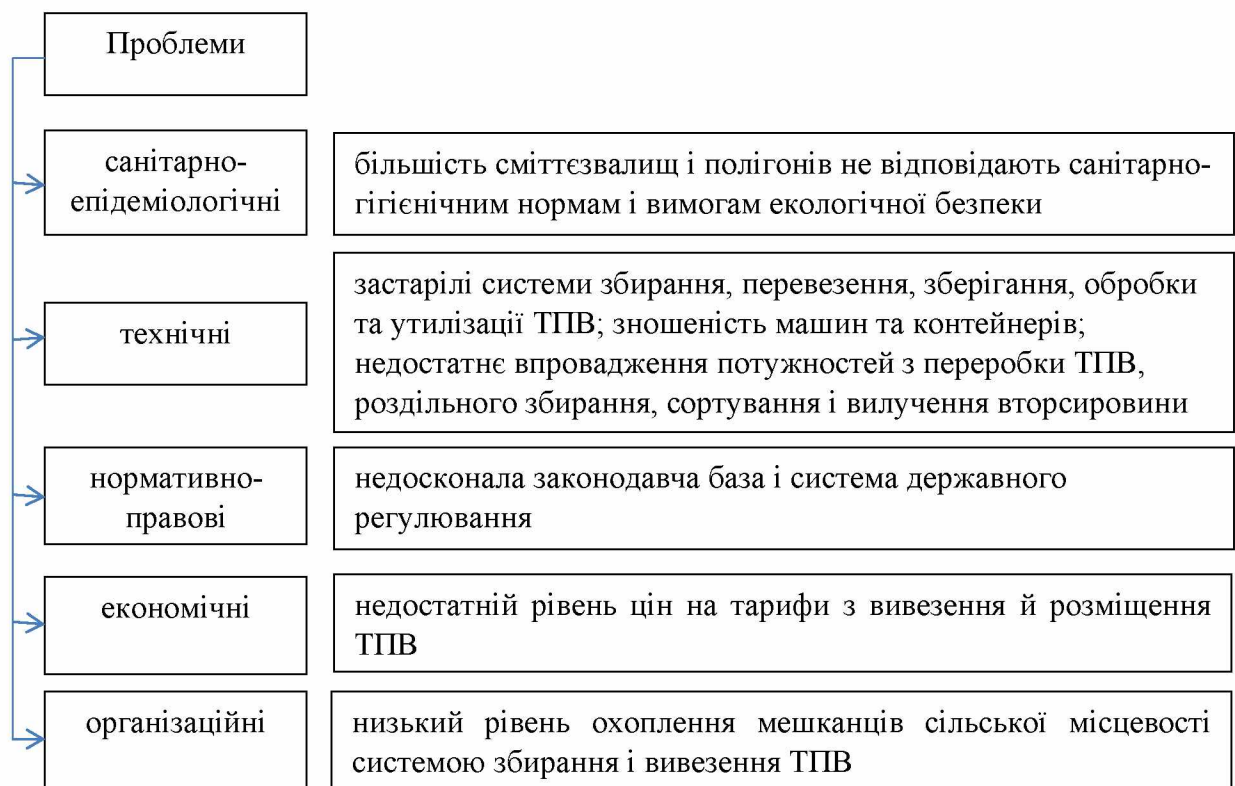 Проблеми
санітарно-
епідеміологічні
більшість сміттєзвалищ і полігонів не відповідають санітарно-
гігієнічним нормам і вимогам екологічної безпеки
технічні
застарілі системи збирання, перевезення, зберігання, обробки
та утилізації ТПВ; зношеність машин та контейнерів;
недостатнє впровадження потужностей з переробки ТПВ,
роздільного збирання, сортування і вилучення вторсировини
нормативно-
правові
недосконала законодавча база і система державного
регулювання
економічні
недостатній рівень цін на тарифи з вивезення й розміщення
ТПВ
організаційні
низький рівень охоплення мешканців сільської місцевості
системою збирання і вивезення ТПВ